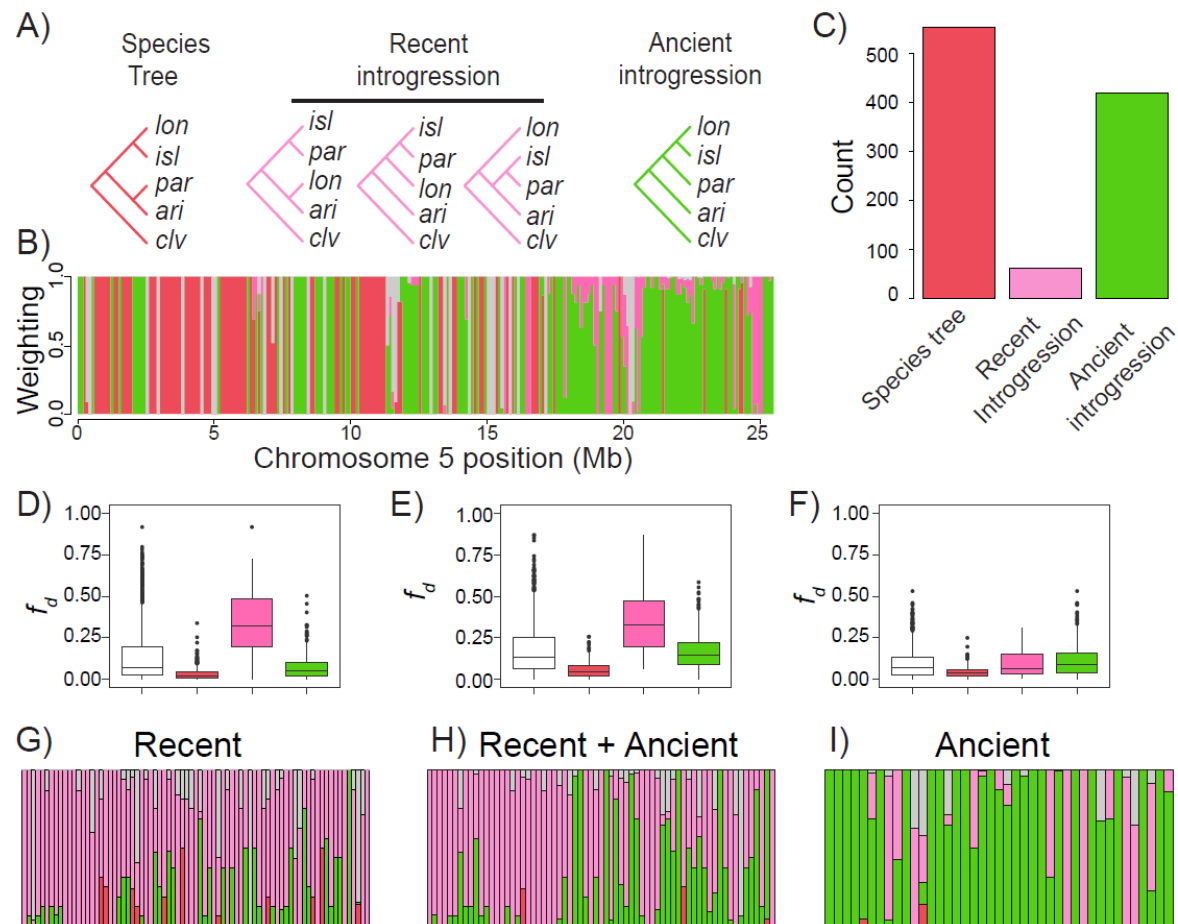 A)
Species
Tree
Recent
introgression
Ancient
introgression
lon
isl
par
ari
clv
isl
par
lon
ari
clv
isl
par
lon
ari
clv
lon
isl
par
ari
clv
lon
isl
par
ari
clv
B)
Weighting
0.0
0.5
1.0
0
5
10
15
20
25
Chromosome 5 position (Mb)
C)
Count
500
400
300
200
100
0
Species tree
Recent
Introgression
Ancient
introgression
D)
fd
1.00
0.75
0.50
0.25
0.00
E)
fd
1.00
0.75
0.50
0.25
0.00
F)
fd
1.00
0.75
0.50
0.25
0.00
G) Recent
H) Recent + Ancient
I) Ancient